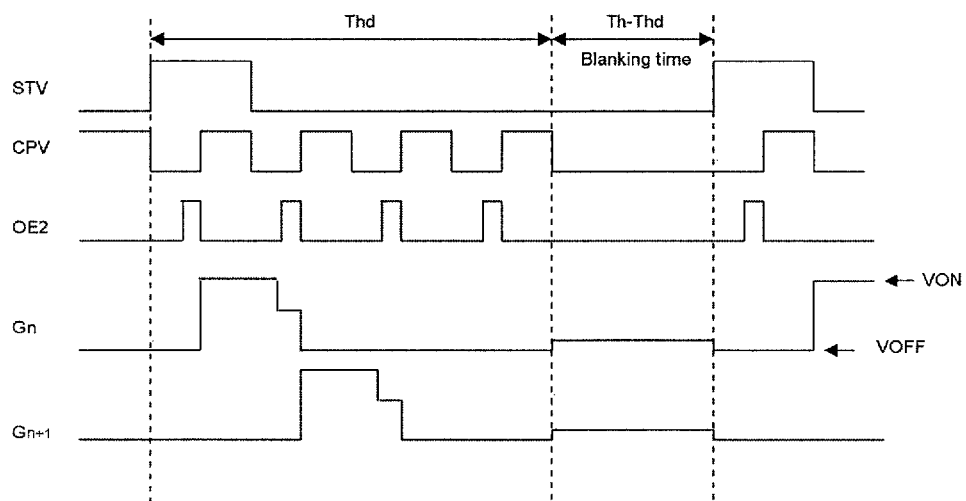 Thd
Th-Thd
Blanking time
STV
CPV
OE2
Gn
VON
VOFF
Gn+1